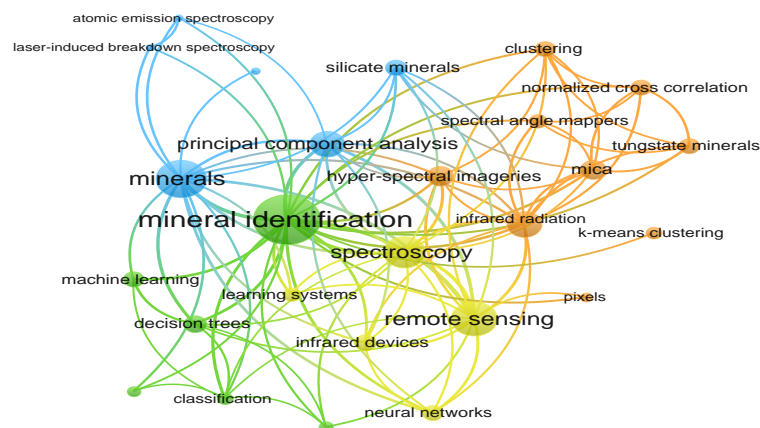 atomic emission spectroscopy
laser-induced breakdown spectroscopy
clustering
silicate minerals
normalized cross correlation
spectral angle mappers
principal component analysis
tungstate minerals
mica
minerals
hyper-spectral imageries
mineral identification
infrared radiation
k-means clustering
spectroscopy
machine learning
learning systems
pixels
remote sensing
decision trees
infrared devices
classification
neural networks